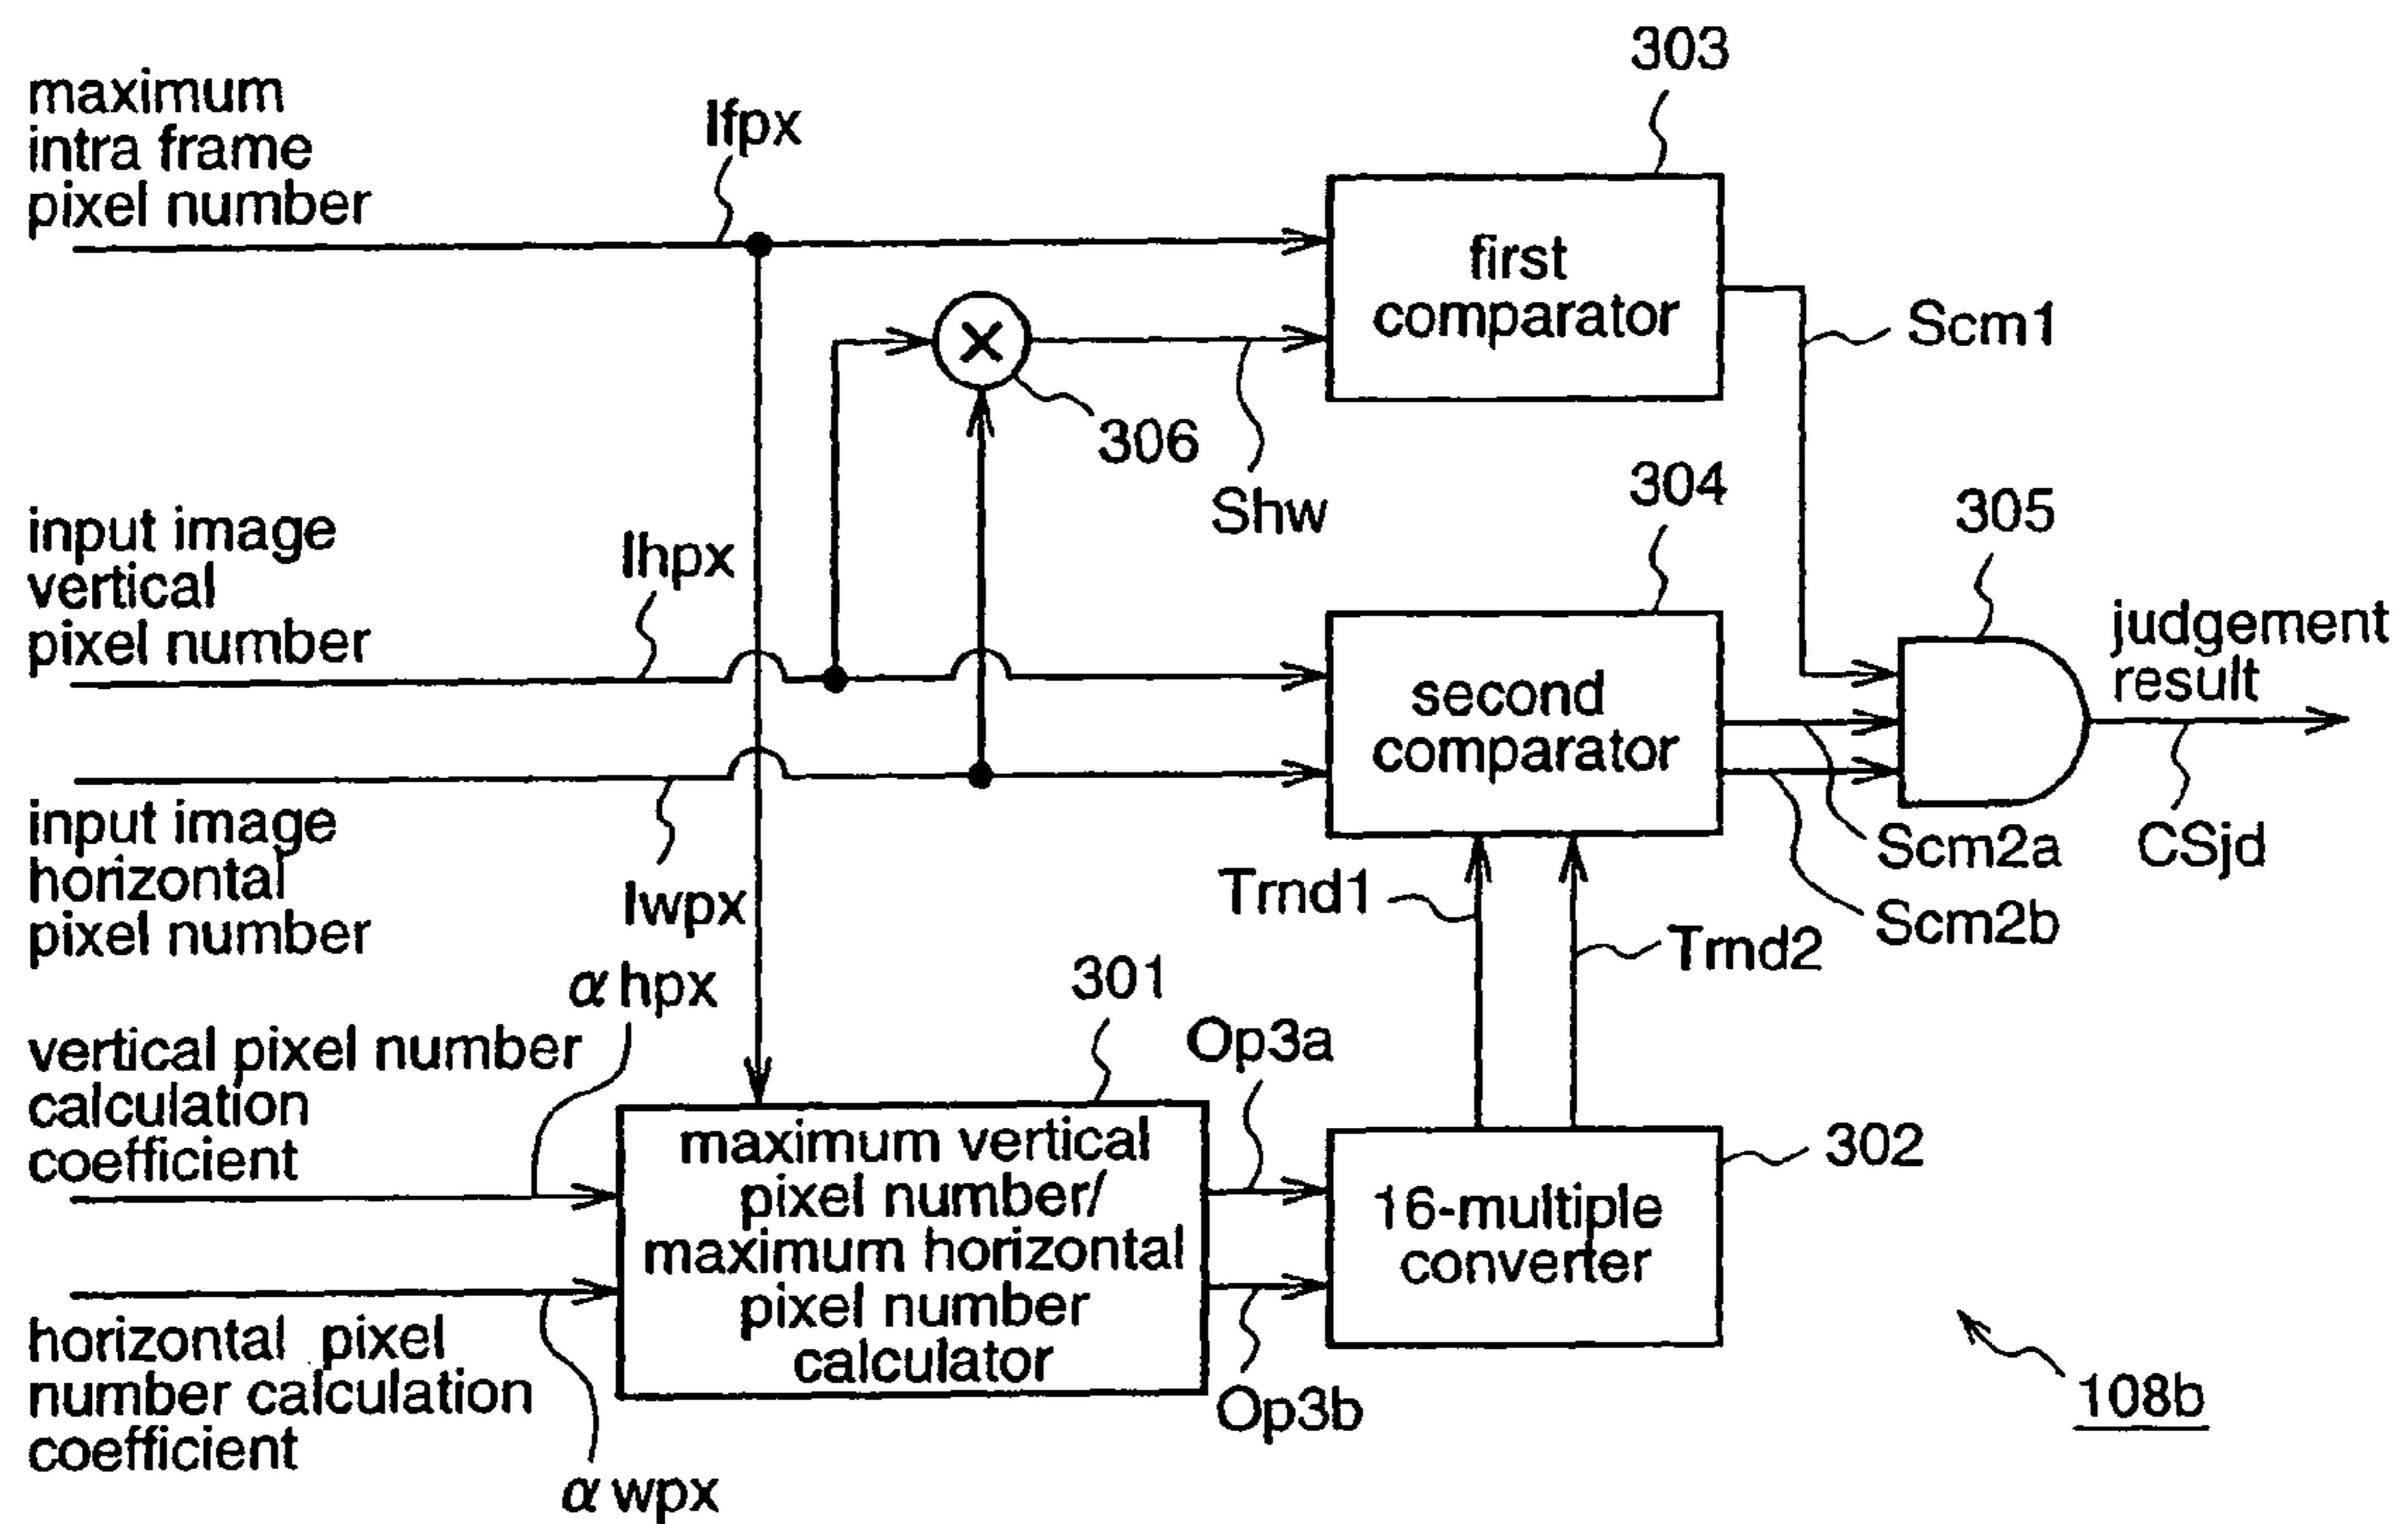 303
maximum
intra frame
pixel number
Ifpx
first
comparator
Scm1
306
Shw
304
305
input image
vertical
pixel number
Ihpx
second
comparator
judgement
result
input image
horizontal
pixel number
Iwpx
Scm2a
Scm2b
CSjd
Trnd1
Trnd2
αhpx
301
Op3a
vertical pixel number
calculation
coefficient
maximum vertical
pixel number/
maximum horizontal
pixel number
calculator
302
16-multiple
converter
horizontal pixel
number calculation
coefficient
Op3b
αwpx
108b